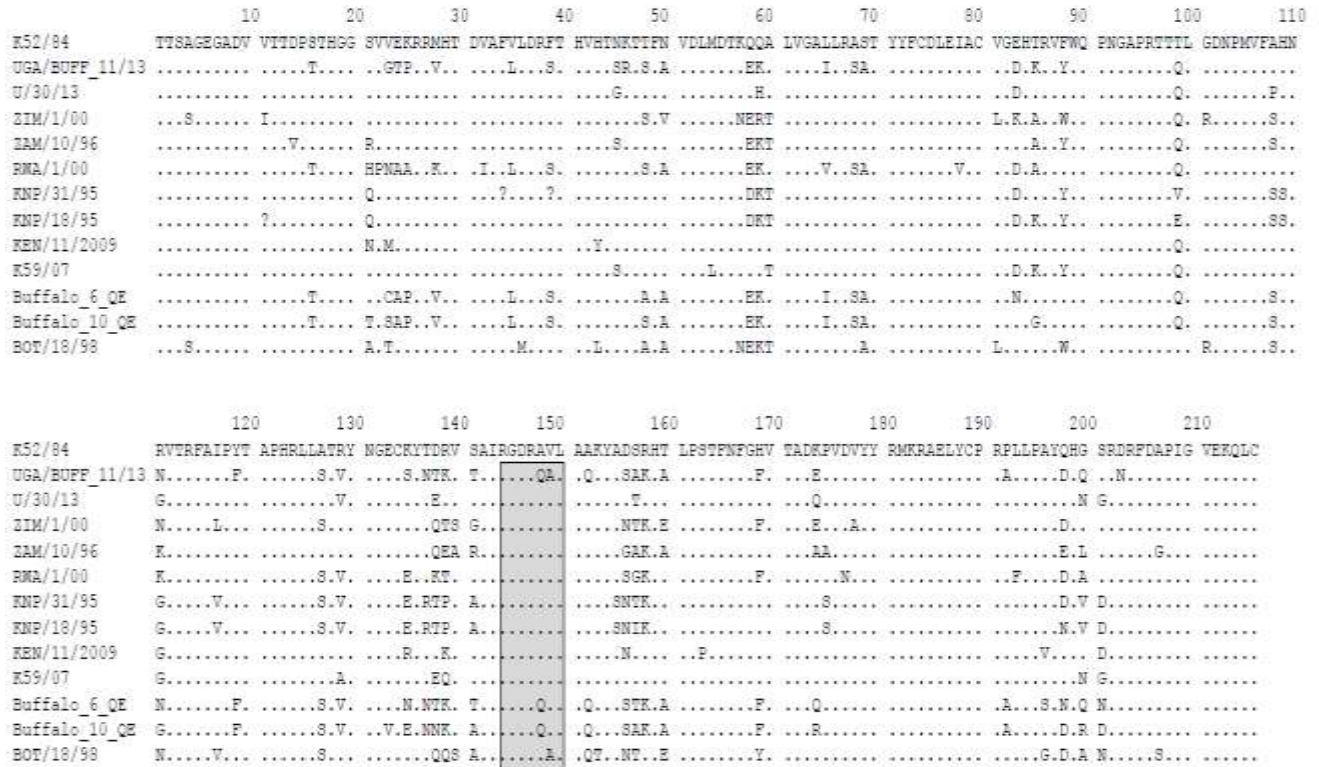 10 20 30 40 50 60 70 80 90 100 110
K52/84 TTSAGEGADV VTTDPSTHGG SVVEKRRMHT DVAFVLDRFT HVHTNKTTFN VDLMDTKQQA LVGALLRAST YYFCDLEIAC VGEHTRVFWQ PNGAPRTTTL GDNPMVFAHN
UGA/BUFF_11/13 .......... .....T.... ...GTP..V.. ....L...S. ....SR.S.A .......EK. ....I..SA. .......... ...D.K..Y.. ........Q. ..........
U/30/13 .......... .......... .......... .......... ....G..... ........H. .......... .......... ...D...... ........Q. .......P..
ZIM/1/00 ...S...... I......... .......... .......... .......S.V ......NERT .......... .......... L.K.A..W.. ........Q. R......S..
ZAM/10/96 .......... ...V...... R......... .......... ....S..... .......EKT .......... .......... ....A..Y.. ........Q. .......S..
RWA/1/00 .......... .....T.... HPNAA..K.. .I..L...S. .......S.A .......EK. ....V..SA. .......V.. ...D.A.... ........Q. ..........
KNP/31/95 .......... .......... Q......... ...?....?. .......... .......DKT .......... .......... ...D....Y.. ........V. .......SS.
KNP/18/95 .......... ?......... Q......... .......... .......... .......DKT .......... .......... ...D.K..Y.. ........E. .......SS.
KEN/11/2009 .......... .......... N.M....... .......... ..Y....... .......... .......... .......... .......... ........Q. ..........
K59/07 .......... .......... .......... .......... ....S..... ...L.....T .......... .......... ...D.K..Y.. ........Q. ..........
Buffalo_6_QE .......... .....T.... ..CAP..V.. ....L...S. .......A.A .......EK. ....I..SA. .......... ...N...... ........Q. .......S..
Buffalo_10_QE .......... .....T.... T.SAP..V.. ....L...S. .......S.A .......EK. ....I..SA. .......... ....G..... ........Q. .......S..
BOT/18/98 ...S...... .......... A.T....... .....M.... ..L....A.A ......NEKT .......A. .......... L......W.. .......... R......S..
120 130 140 150 160 170 180 190 200 210
K52/84 RVTRFAIPYT APHRLLATRY NGECKYTDRV SAIRGDRAVL AAKYADSRHT LPSTFNFGHV TADKPVDVYY RMKRAELYCP RPLLPAYQHG SRDRFDAPIG VEKQLC
UGA/BUFF_11/13 N.......F. ......S.V. .....S.NTK. T.......QA. .Q...SAK.A .......F. ...E...... .......... .A.....D.Q ..N....... ......
U/30/13 G......... ........V. .......E.. .......... ......T... .......... ...Q...... .......... .........N G......... ......
ZIM/1/00 N.....L... ......S... .......QTS G......... .....NTK.E .......F. ...E..A... .......... .......D.. .......... ......
ZAM/10/96 K......... .......... .......QEA R......... .....GAK.A .......... ...AA..... .......... .......E.L .....G.... ......
RWA/1/00 K......... ......S.V. ....E..KT. .......... .....SGK.. .......F. .....N.... .......... ..F....D.A .......... ......
KNP/31/95 G.....V... ......S.V. ....E.RTP. A......... ....SNTK.. .......... ....S..... .......... .......D.V D......... ......
KNP/18/95 G.....V... ......S.V. ....E.RTP. A......... ....SNIK.. .......... ....S..... .......... .......N.V D......... ......
KEN/11/2009 G......... .......... ....R...K. .......... .....N.... .P........ .......... .......... .....V.... D......... ......
K59/07 G......... .......A.. .......EQ. .......... .......... .......... .......... .......... .........N G......... ......
Buffalo_6_QE N.......F. ......S.V. .....N.NTK. T.......Q.. .Q...STK.A .......F. ...Q...... .......... .A...S.N.Q N......... ......
Buffalo_10_QE G.......F. ......S.V. ..V.E.NNK. A.......Q.. .Q...SAK.A .......F. ...R...... .......... .A.....D.R D......... ......
BOT/18/98 N.....V... ......S... .......QQS A.......A. .QT..NT..E .......Y. .......... .......... .....G.D.A N....S.... ......